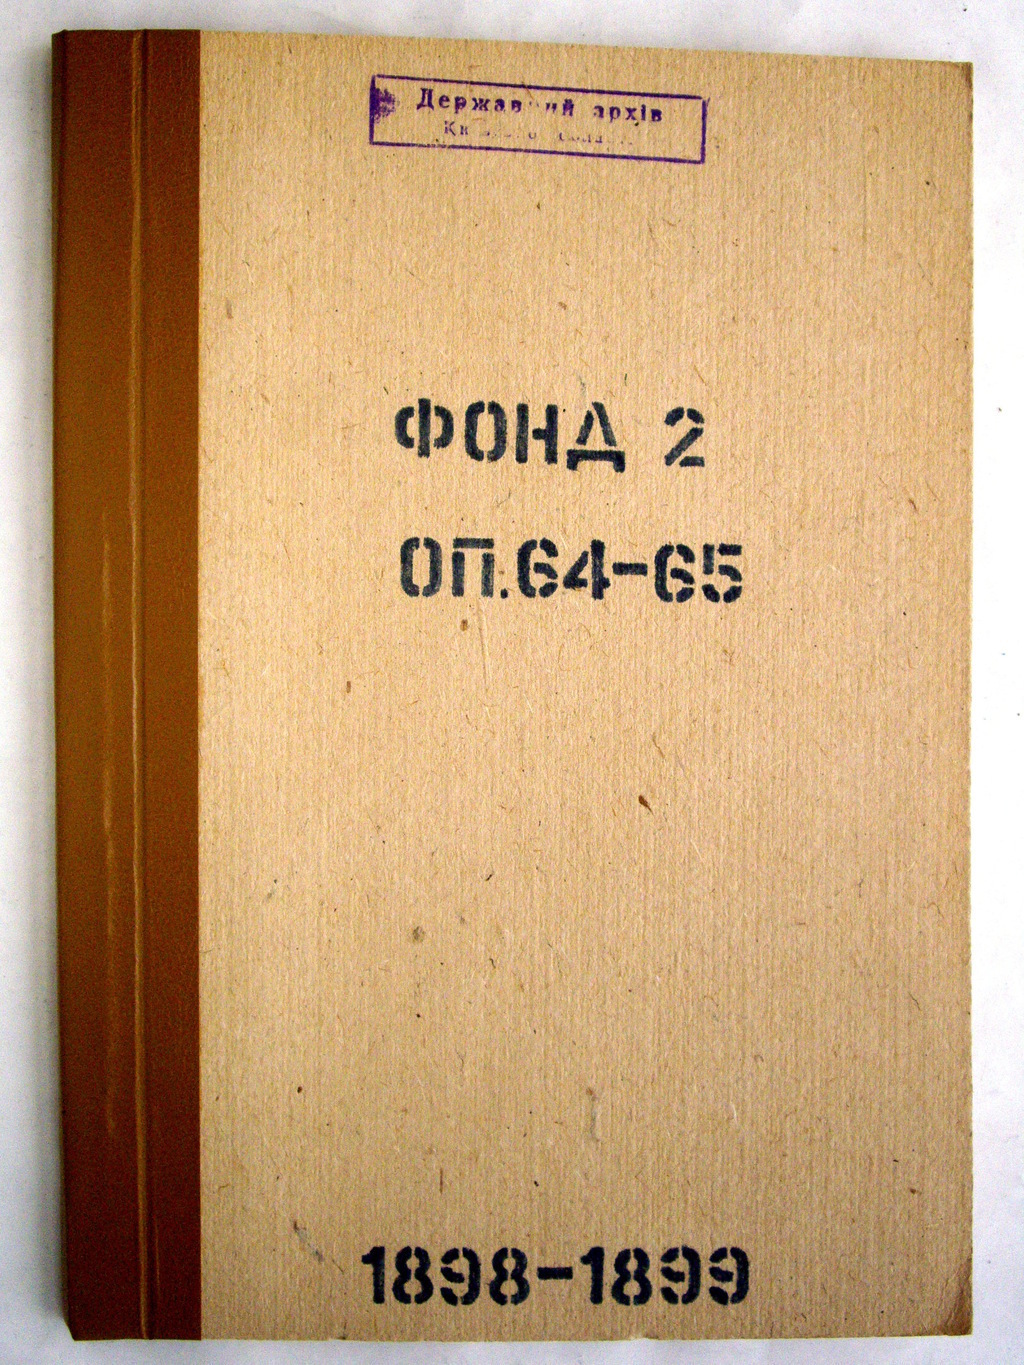 Державний архів
ФОНД 2
ОП.64-65
1898-1899